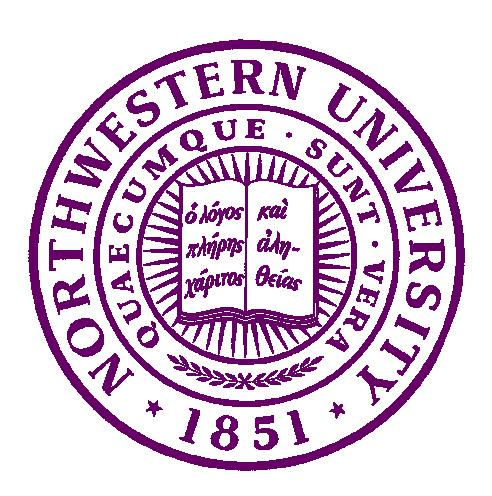 NORTHWESTERN UNIVERSITY
QUAECUMQUE · SUNT · VERA
ὁ λόγος
πλήρης
χάριτος
καὶ
ἀλη-
θείας
1851